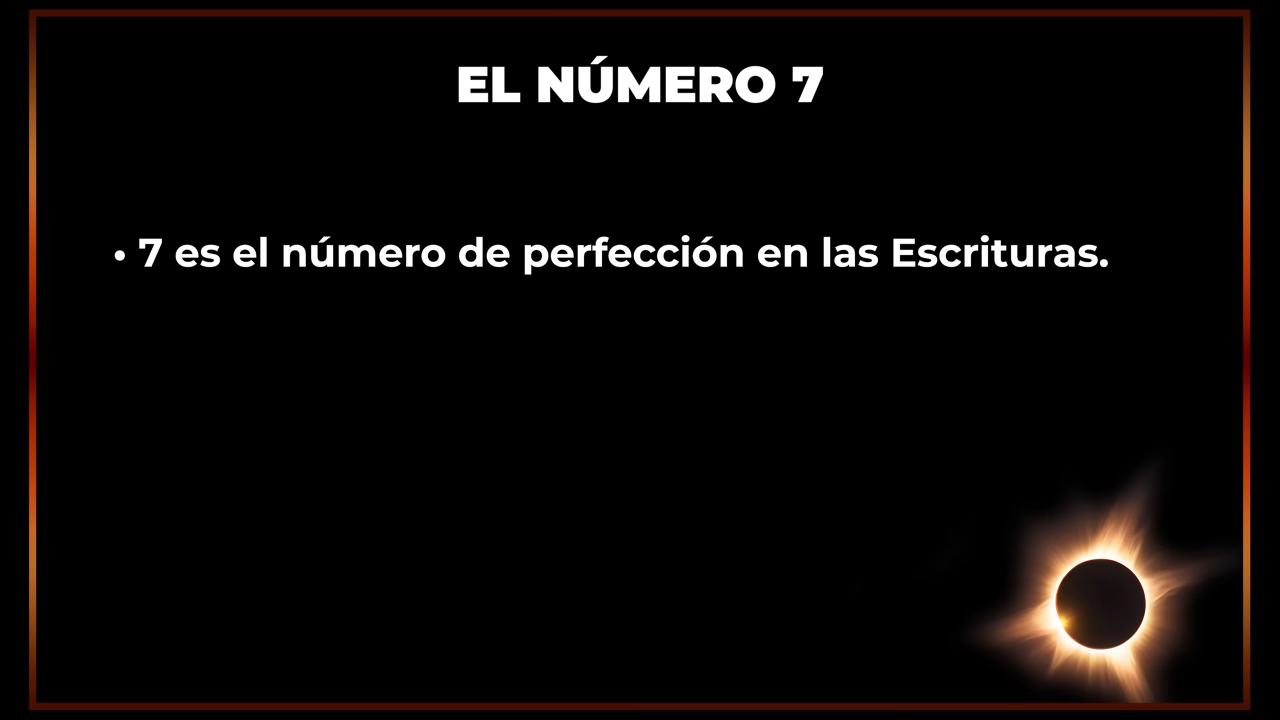 EL NÚMERO 7
• 7 es el número de perfección en las Escrituras.